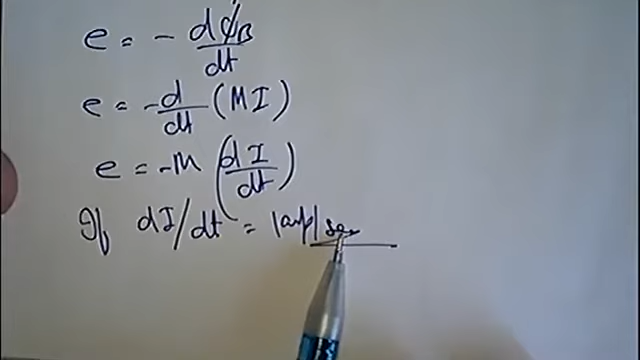 e = - dϕB/dt
e = - d/dt (MI)
e = -M (dI/dt)
If dI/dt = 1amp/sec